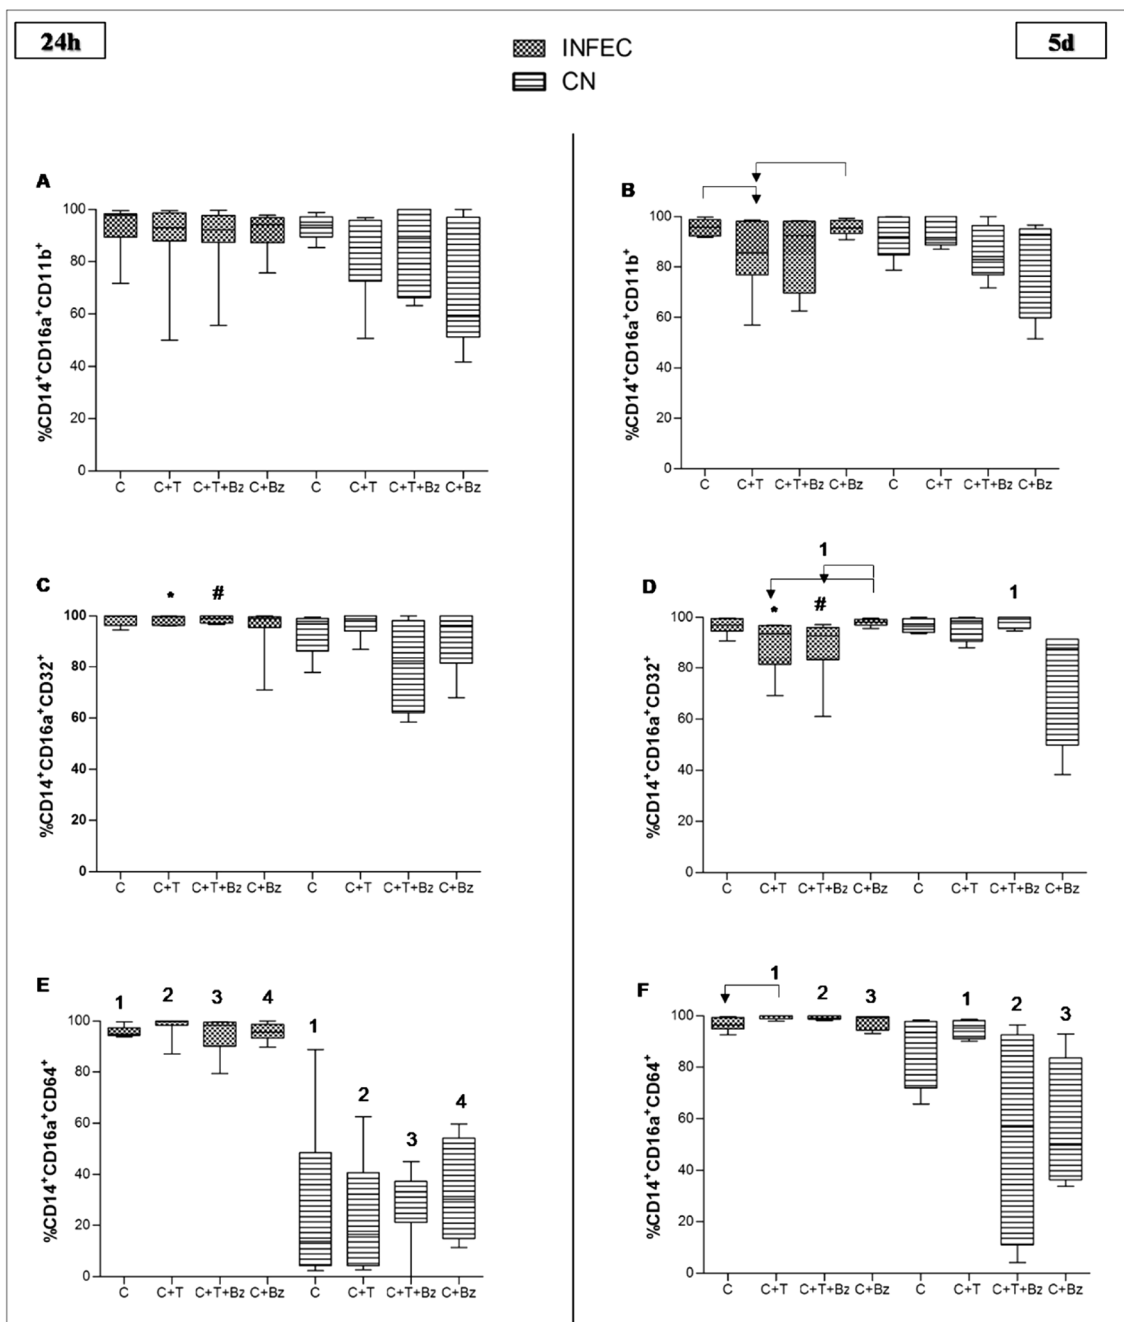 24h
INFEC
CN
5d
A
%CD14⁺CD16a⁺CD11b⁺
100
80
60
40
20
0
C C+T C+T+Bz C+Bz C C+T C+T+Bz C+Bz
B
%CD14⁺CD16a⁺CD11b⁺
100
80
60
40
20
0
C C+T C+T+Bz C+Bz C C+T C+T+Bz C+Bz
C
* #
%CD14⁺CD16a⁺CD32⁺
100
80
60
40
20
0
C C+T C+T+Bz C+Bz C C+T C+T+Bz C+Bz
D
1
* # 1
%CD14⁺CD16a⁺CD32⁺
100
80
60
40
20
0
C C+T C+T+Bz C+Bz C C+T C+T+Bz C+Bz
E
1 2 3 4 1 2 3 4
%CD14⁺CD16a⁺CD64⁺
100
80
60
40
20
0
C C+T C+T+Bz C+Bz C C+T C+T+Bz C+Bz
F
1 2 3 1 2 3
%CD14⁺CD16a⁺CD64⁺
100
80
60
40
20
0
C C+T C+T+Bz C+Bz C C+T C+T+Bz C+Bz